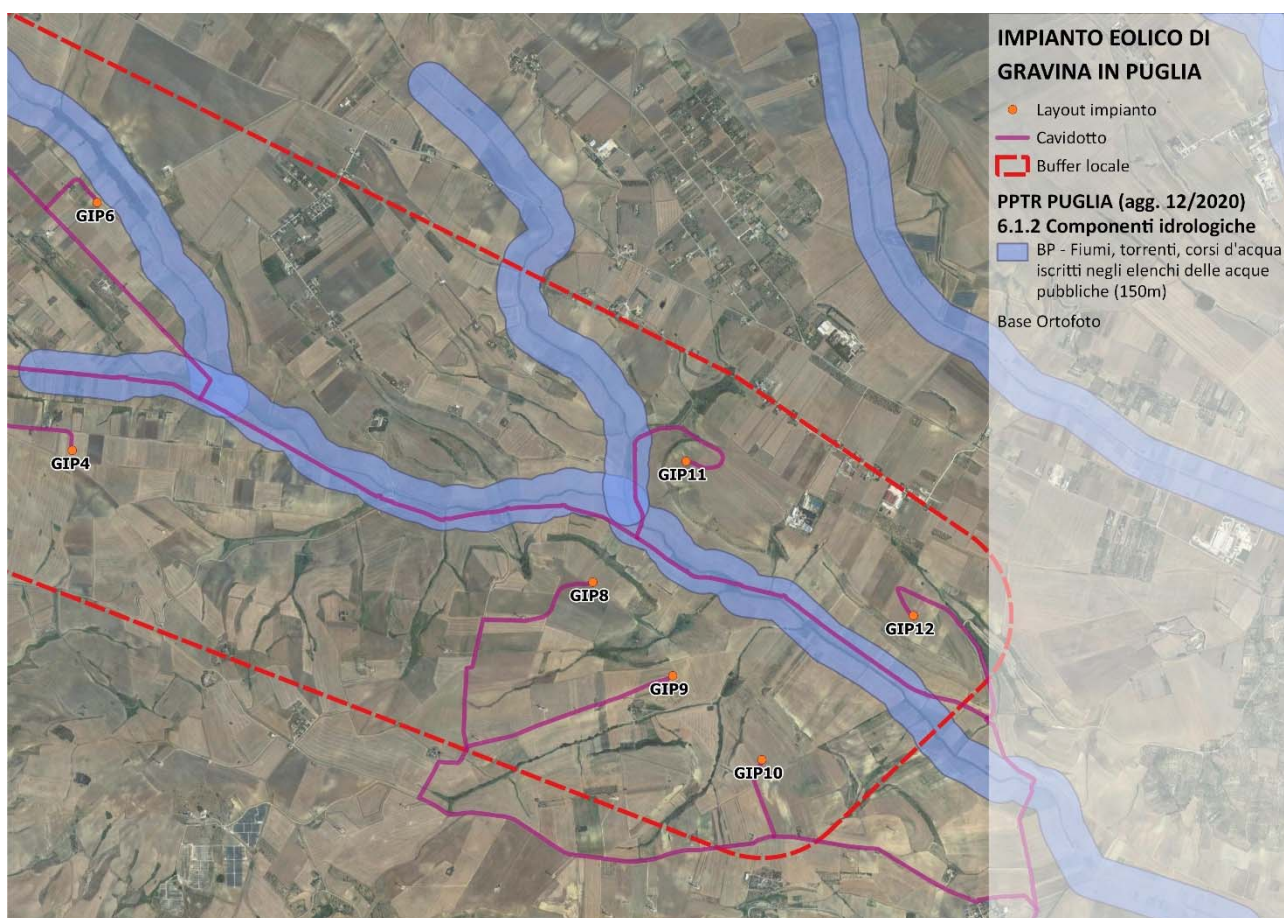 IMPIANTO EOLICO DI
GRAVINA IN PUGLIA
Layout impianto
Cavidotto
Buffer locale
PPTR PUGLIA (agg. 12/2020)
6.1.2 Componenti idrologiche
BP - Fiumi, torrenti, corsi d'acqua
iscritti negli elenchi delle acque
pubbliche (150m)
Base Ortofoto
GIP6
GIP4
GIP11
GIP8
GIP12
GIP9
GIP10